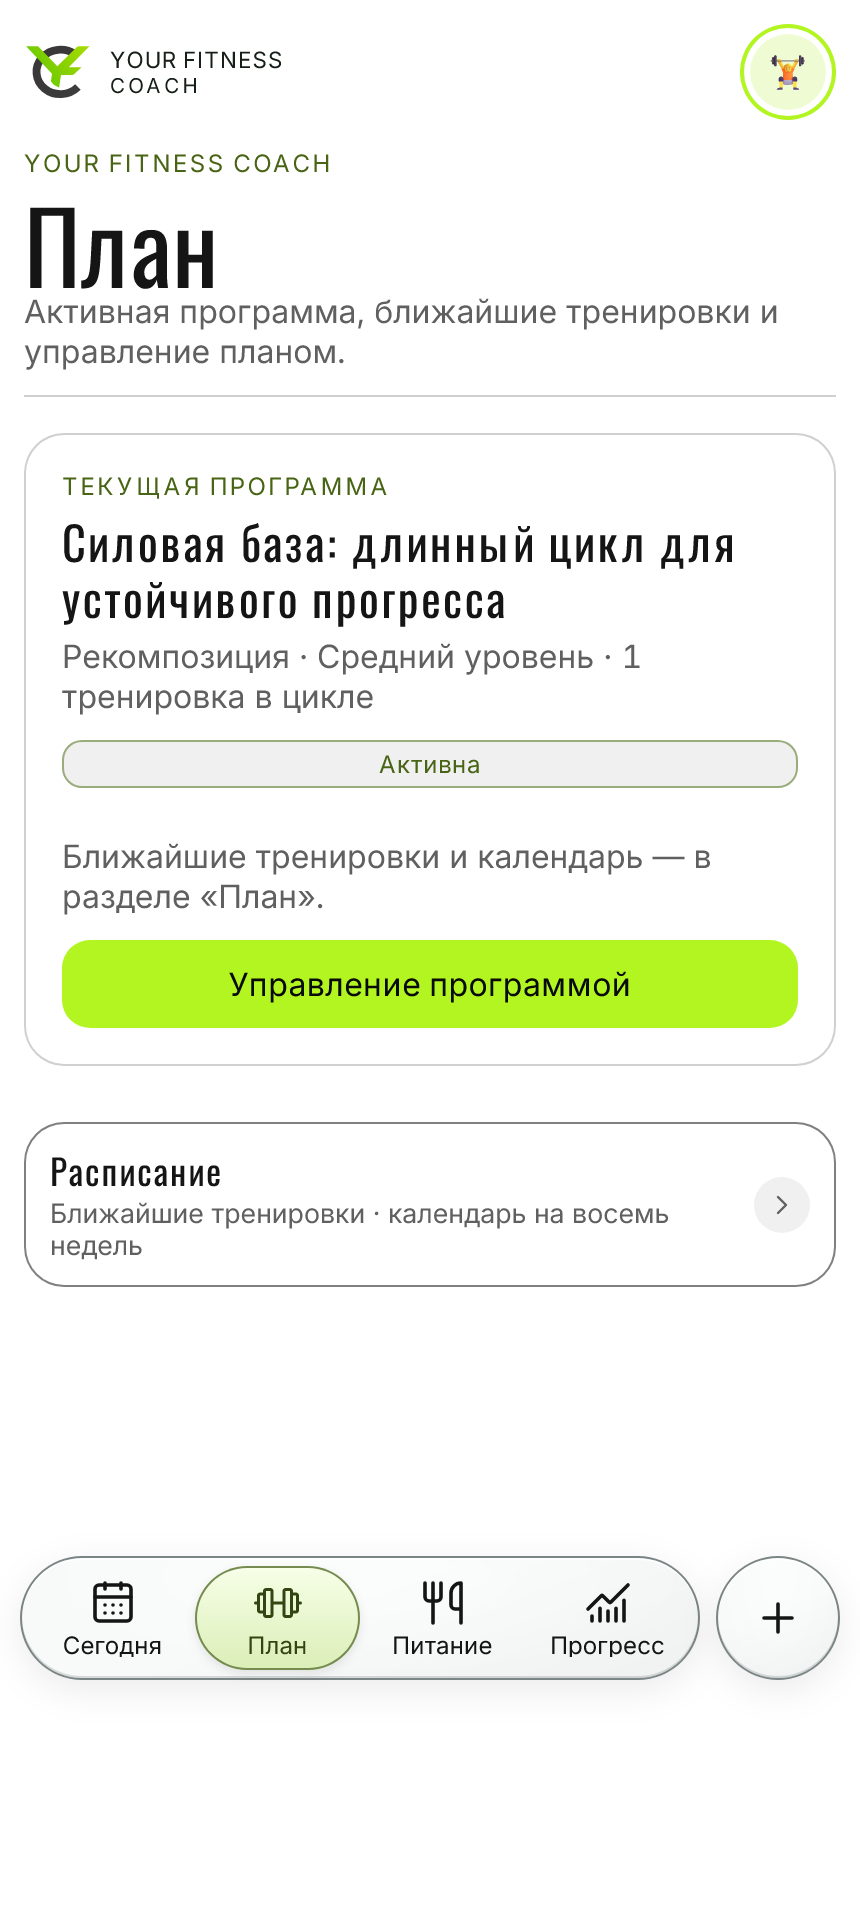 YOUR FITNESS
COACH
YOUR FITNESS COACH
План
Активная программа, ближайшие тренировки и
управление планом.
ТЕКУЩАЯ ПРОГРАММА
Силовая база: длинный цикл для
устойчивого прогресса
Рекомпозиция · Средний уровень · 1
тренировка в цикле
Активна
Ближайшие тренировки и календарь — в
разделе «План».
Управление программой
Расписание
Ближайшие тренировки · календарь на восемь
недель
Сегодня
План
Питание
Прогресс